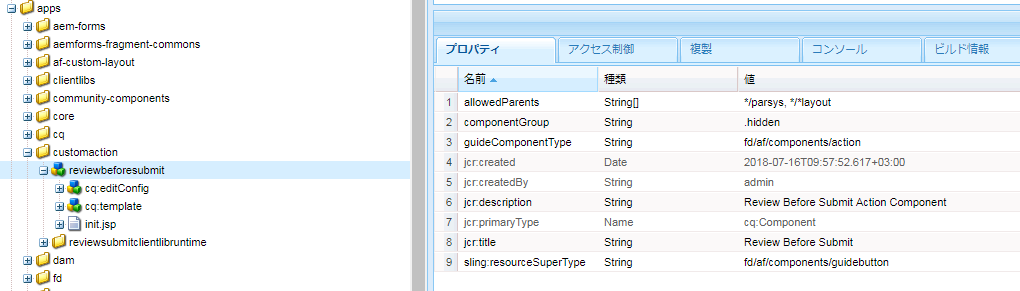 apps
aem-forms
aemforms-fragment-commons
af-custom-layout
clientlibs
community-components
core
cq
customaction
reviewbeforesubmit
cq:editConfig
cq:template
init.jsp
reviewsubmitclientlibruntime
dam
fd
プロパティ アクセス制御 複製 コンソール ビルド情報
名前 種類 値
1 allowedParents String[] */parsys, */*layout
2 componentGroup String .hidden
3 guideComponentType String fd/af/components/action
4 jcr:created Date 2018-07-16T09:57:52.617+03:00
5 jcr:createdBy String admin
6 jcr:description String Review Before Submit Action Component
7 jcr:primaryType Name cq:Component
8 jcr:title String Review Before Submit
9 sling:resourceSuperType String fd/af/components/guidebutton